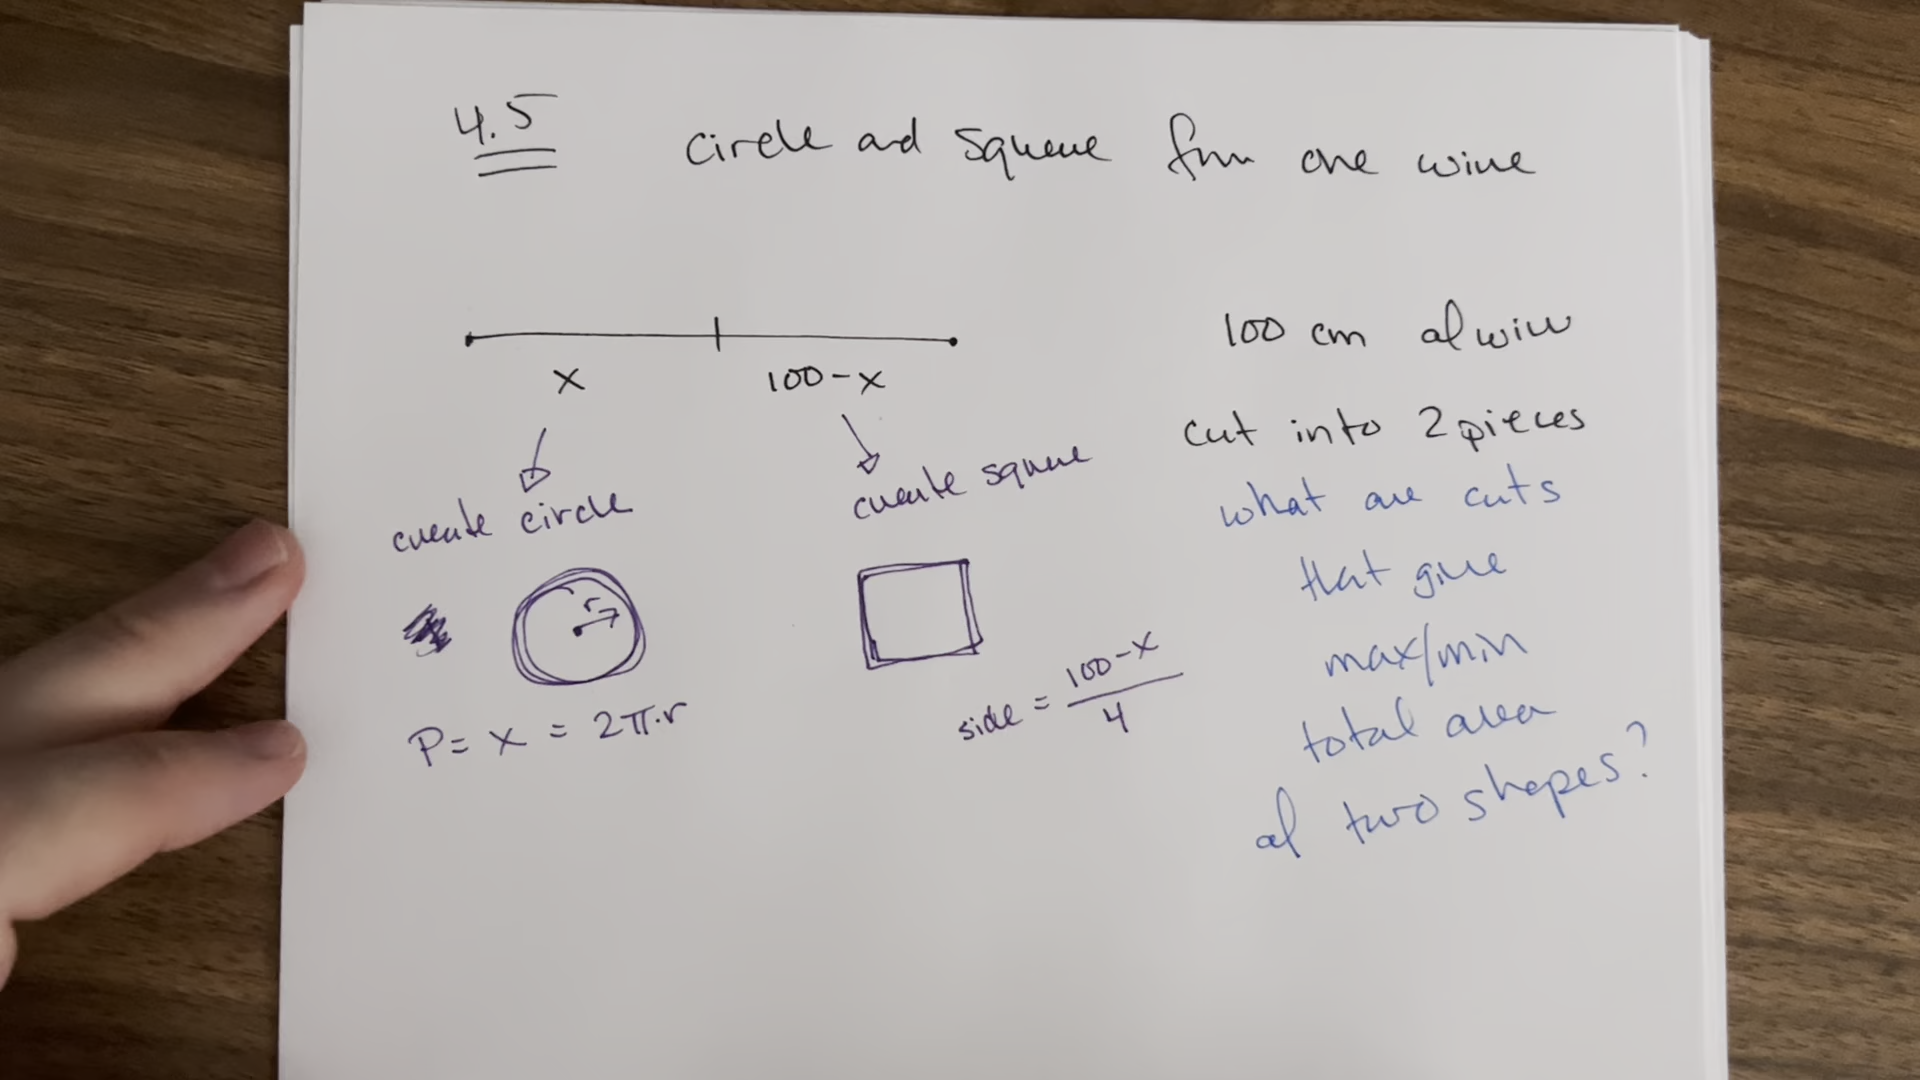 4.5
circle and square from one wire
x
100-x
create circle
create square
r
P = x = 2π·r
side = 100-x / 4
100 cm of wire
cut into 2 pieces
what are cuts
that give
max/min
total area
of two shapes?